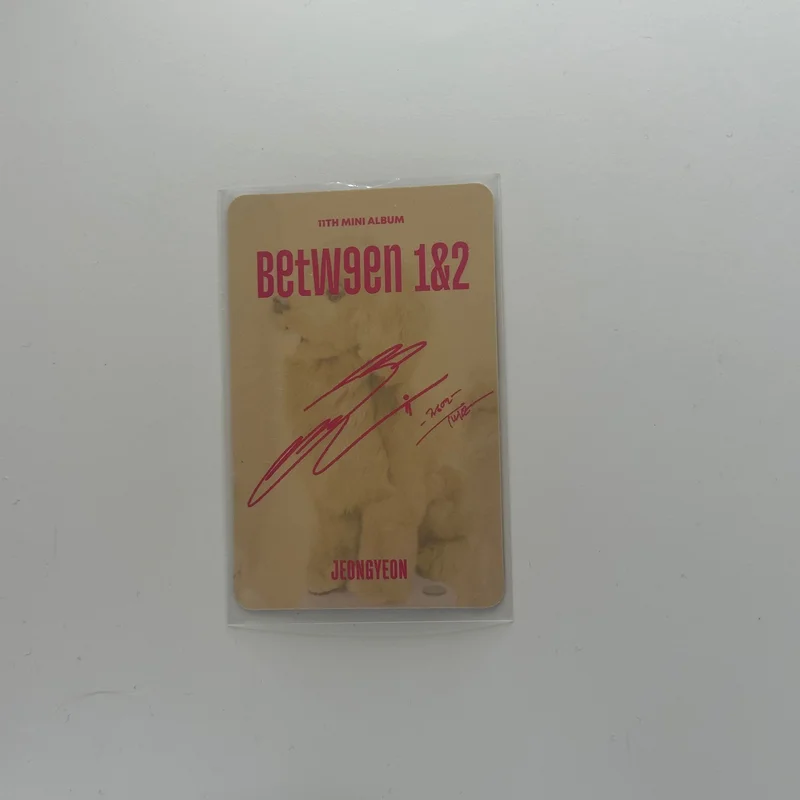 11TH MINI ALBUM
BetW9en 1&2
JEONGYEON